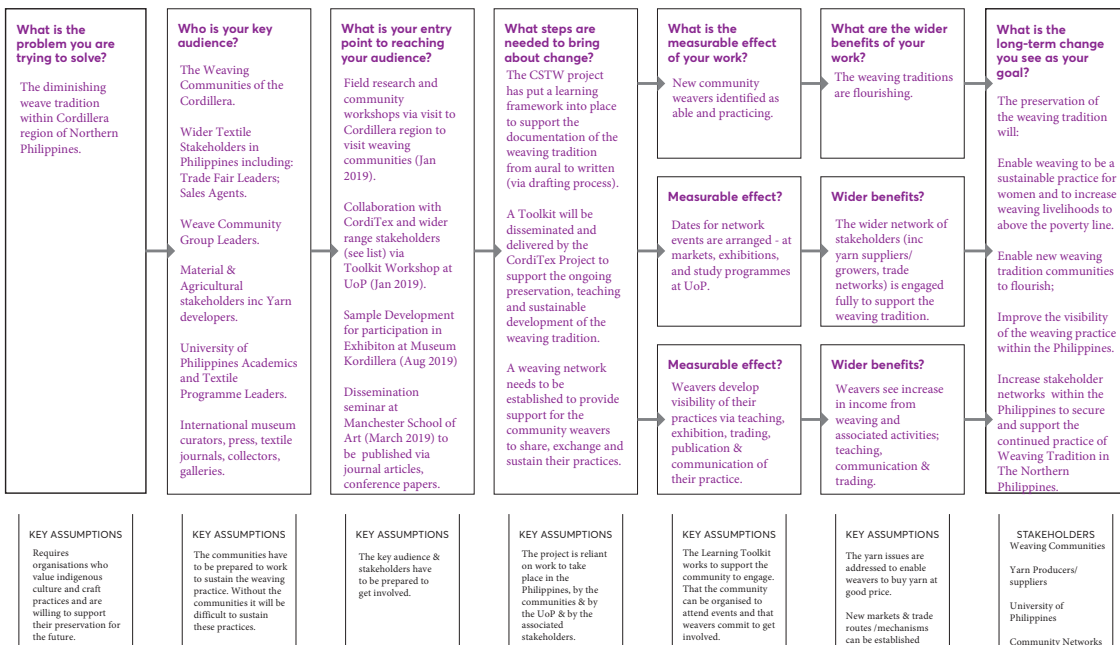 What is the
problem you are
trying to solve?
The diminishing
weave tradition
within Cordillera
region of Northern
Philippines.
Who is your key
audience?
The Weaving
Communities of the
Cordillera.
Wider Textile
Stakeholders in
Philippines including:
Trade Fair Leaders;
Sales Agents.
Weave Community
Group Leaders.
Material &
Agricultural
stakeholders inc Yarn
developers.
University of
Philippines Academics
and Textile
Programme Leaders.
International museum
curators, press, textile
journals, collectors,
galleries.
What is your entry
point to reaching
your audience?
Field research and
community
workshops via visit to
Cordillera region to
visit weaving
communities (Jan
2019).
Collaboration with
CordiTex and wider
range stakeholders
(see list) via
Toolkit Workshop at
UoP (Jan 2019).
Sample Development
for participation in
Exhibiton at Museum
Kordillera (Aug 2019)
Dissemination
seminar at
Manchester School of
Art (March 2019) to
be published via
journal articles,
conference papers.
What steps are
needed to bring
about change?
The CSTW project
has put a learning
framework into place
to support the
documentation of the
weaving tradition
from aural to written
(via drafting process).
A Toolkit will be
disseminated and
delivered by the
CordiTex Project to
support the ongoing
preservation, teaching
and sustainable
development of the
weaving tradition.
A weaving network
needs to be
established to provide
support for the
community weavers
to share, exchange and
sustain their practices.
What is the
measurable effect
of your work?
New community
weavers identified as
able and practicing.
Measurable effect?
Dates for network
events are arranged - at
markets, exhibitions,
and study programmes
at UoP.
Measurable effect?
Weavers develop
visibility of their
practices via teaching,
exhibition, trading,
publication &
communication of
their practice.
What are the wider
benefits of your
work?
The weaving traditions
are flourishing.
Wider benefits?
The wider network of
stakeholders (inc
yarn suppliers/
growers, trade
networks) is engaged
fully to support the
weaving tradition.
Wider benefits?
Weavers see increase
in income from
weaving and
associated activities;
teaching,
communication &
trading.
What is the
long-term change
you see as your
goal?
The preservation of
the weaving tradition
will:
Enable weaving to be a
sustainable practice for
women and to increase
weaving livelihoods to
above the poverty line.
Enable new weaving
tradition communities
to flourish;
Improve the visibility
of the weaving practice
within the Philippines.
Increase stakeholder
networks within the
Philippines to secure
and support the
continued practice of
Weaving Tradition in
The Northern
Philippines.
KEY ASSUMPTIONS
Requires
organisations who
value indigenous
culture and craft
practices and are
willing to support
their preservation for
the future.
KEY ASSUMPTIONS
The communities have
to be prepared to work
to sustain the weaving
practice. Without the
communities it will be
difficult to sustain
these practices.
KEY ASSUMPTIONS
The key audience &
stakeholders have
to be prepared to
get involved.
KEY ASSUMPTIONS
The project is reliant
on work to take
place in the
Philippines, by the
communities & by
the UoP & by the
associated
stakeholders.
KEY ASSUMPTIONS
The Learning Toolkit
works to support the
community to engage.
That the community
can be organised to
attend events and that
weavers commit to get
involved.
KEY ASSUMPTIONS
The yarn issues are
addressed to enable
weavers to buy yarn at
good price.
New markets & trade
routes /mechanisms
can be established
STAKEHOLDERS
Weaving Communities
Yarn Producers/
suppliers
University of
Philippines
Community Networks